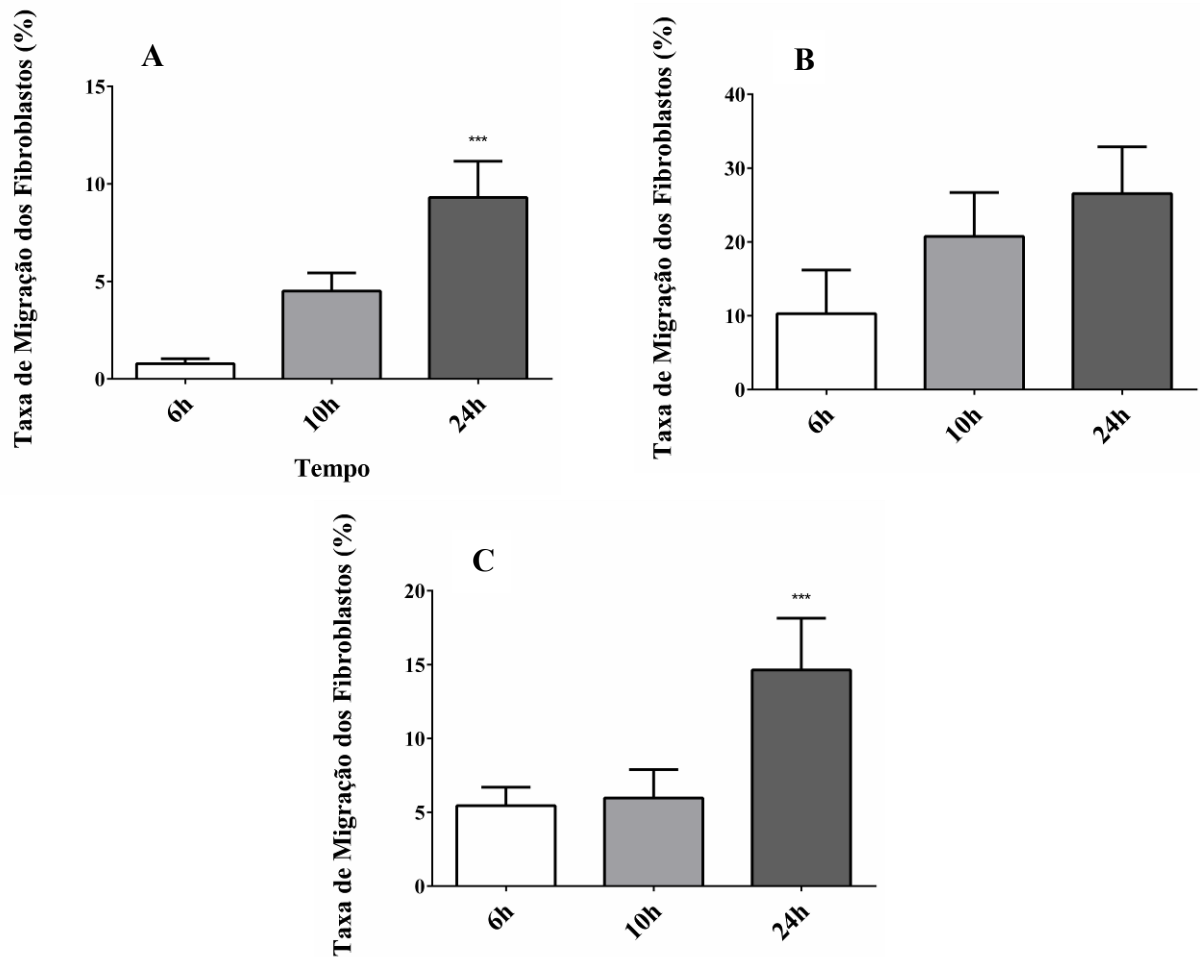 Taxa de Migração dos Fibroblastos (%)
A
15
10
5
0
***
6h
10h
24h
Tempo
Taxa de Migração dos Fibroblastos (%)
B
40
30
20
10
0
6h
10h
24h
Taxa de Migração dos Fibroblastos (%)
C
20
15
10
5
0
***
6h
10h
24h